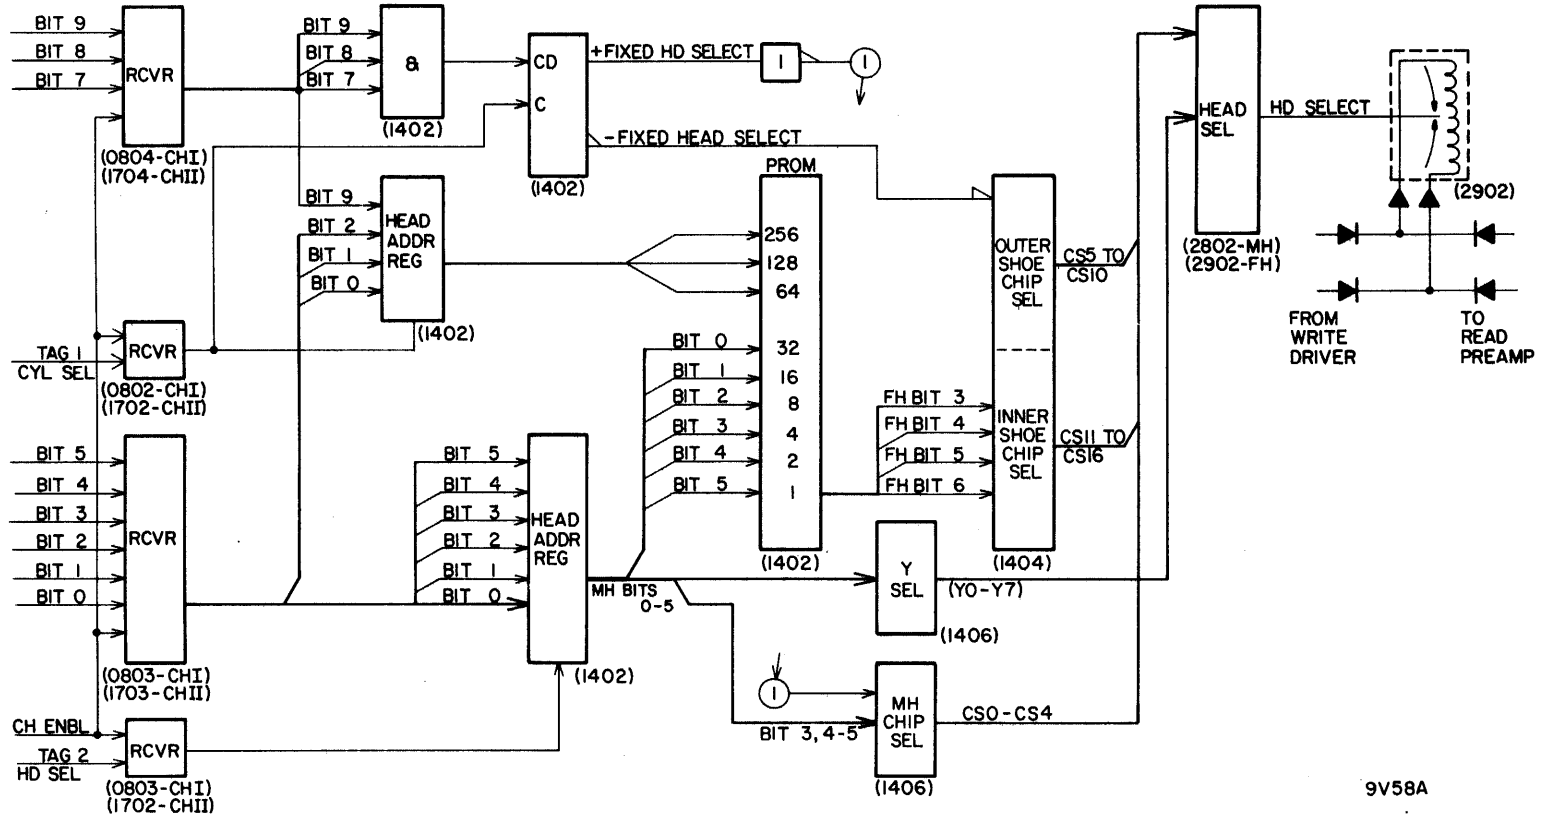 BIT 9
BIT 8
BIT 7
RCVR
(0804-CHI)
(1704-CHII)
BIT 9
BIT 8
BIT 7
&
(1402)
CD
C
(1402)
+FIXED HD SELECT
1
1
-FIXED HEAD SELECT
BIT 9
BIT 2
BIT 1
BIT 0
HEAD
ADDR
REG
(1402)
TAG 1
CYL SEL
RCVR
(0802-CHI)
(1702-CHII)
BIT 5
BIT 4
BIT 3
BIT 2
BIT 1
BIT 0
RCVR
(0803-CHI)
(1703-CHII)
CH ENBL
TAG 2
HD SEL
RCVR
(0803-CHI)
(1702-CHII)
BIT 5
BIT 4
BIT 3
BIT 2
BIT 1
BIT 0
HEAD
ADDR
REG
(1402)
MH BITS
0-5
PROM
256
128
64
BIT 0 32
BIT 1 16
BIT 2 8
BIT 3 4
BIT 4 2
BIT 5 1
(1402)
FH BIT 3
FH BIT 4
FH BIT 5
FH BIT 6
OUTER
SHOE
CHIP
SEL
INNER
SHOE
CHIP
SEL
(1404)
CS5 TO
CS10
CS11 TO
CS16
Y
SEL
(1406)
(Y0-Y7)
1
BIT 3, 4-5
MH
CHIP
SEL
(1406)
CS0-CS4
HEAD
SEL
(2802-MH)
(2902-FH)
HD SELECT
(2902)
FROM
WRITE
DRIVER
TO
READ
PREAMP
9V58A